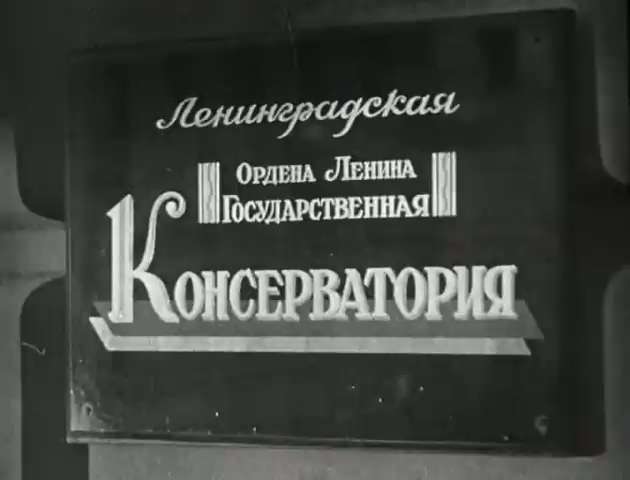 Ленинградская
Ордена Ленина
Государственная
Консерватория